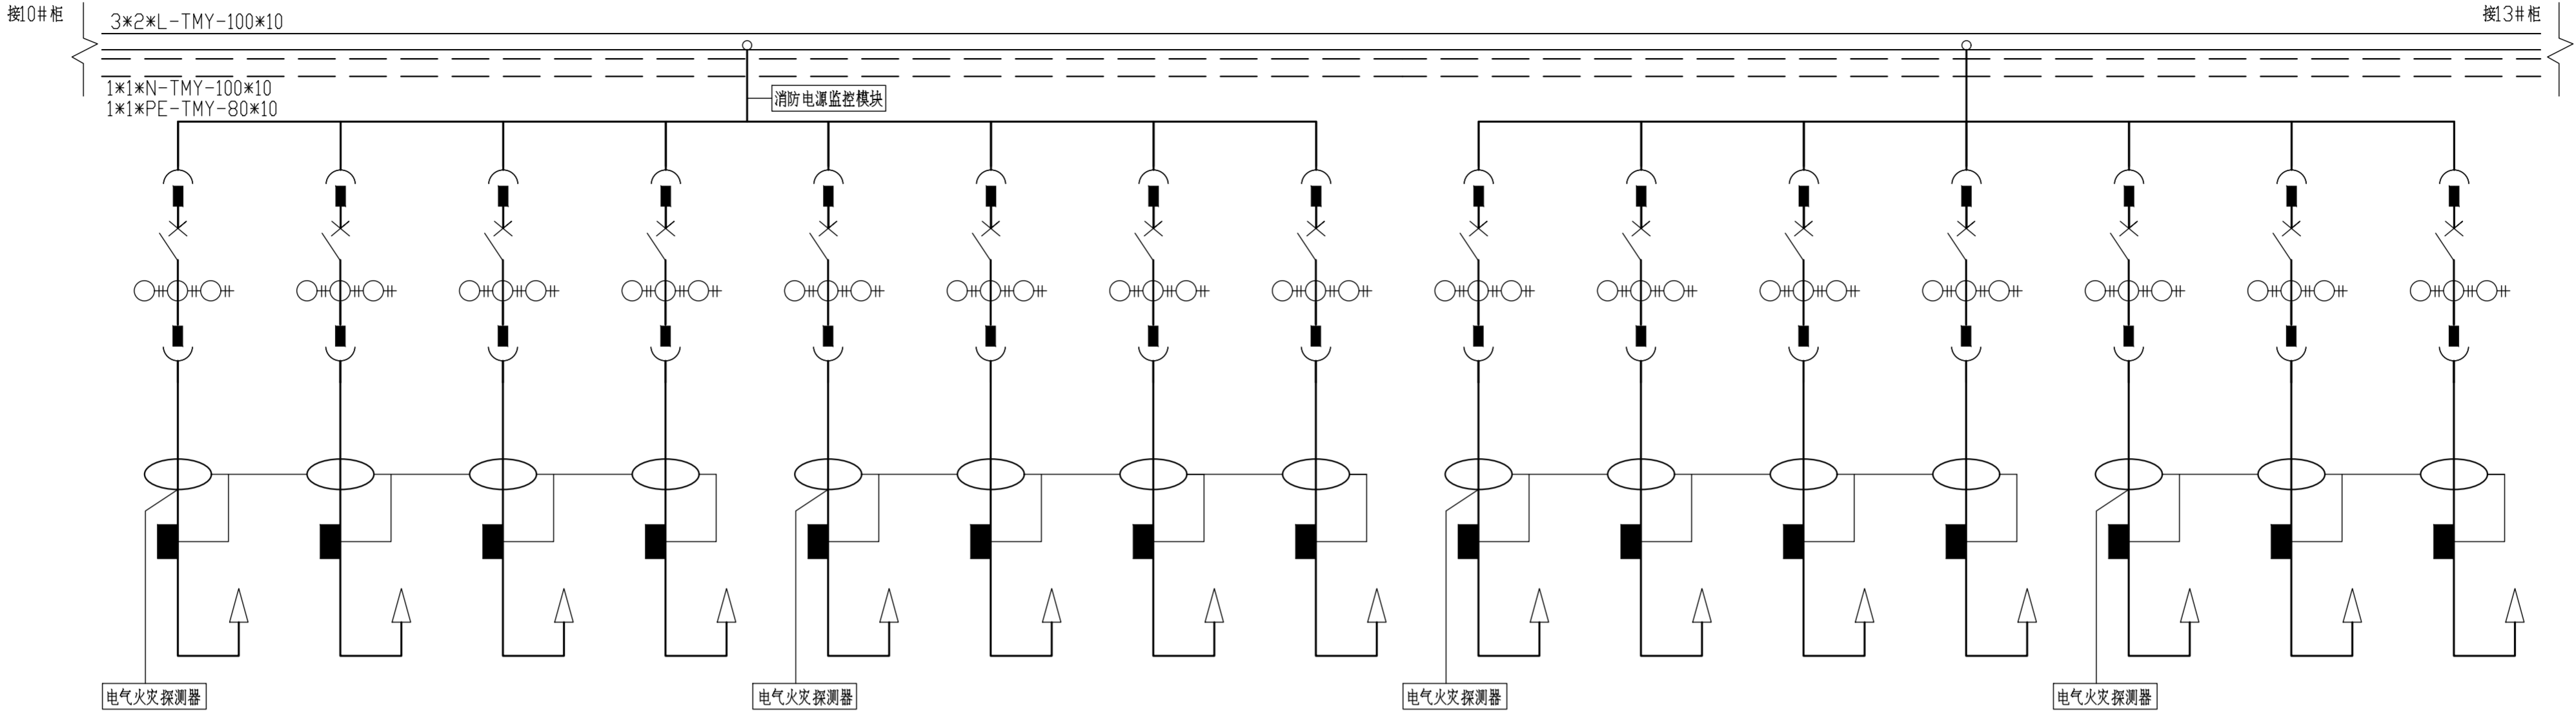 接10#柜
3*2*L-TMY-100*10
接13#柜
1*1*N-TMY-100*10
1*1*PE-TMY-80*10
消防电源监控模块
电气火灾探测器
电气火灾探测器
电气火灾探测器
电气火灾探测器